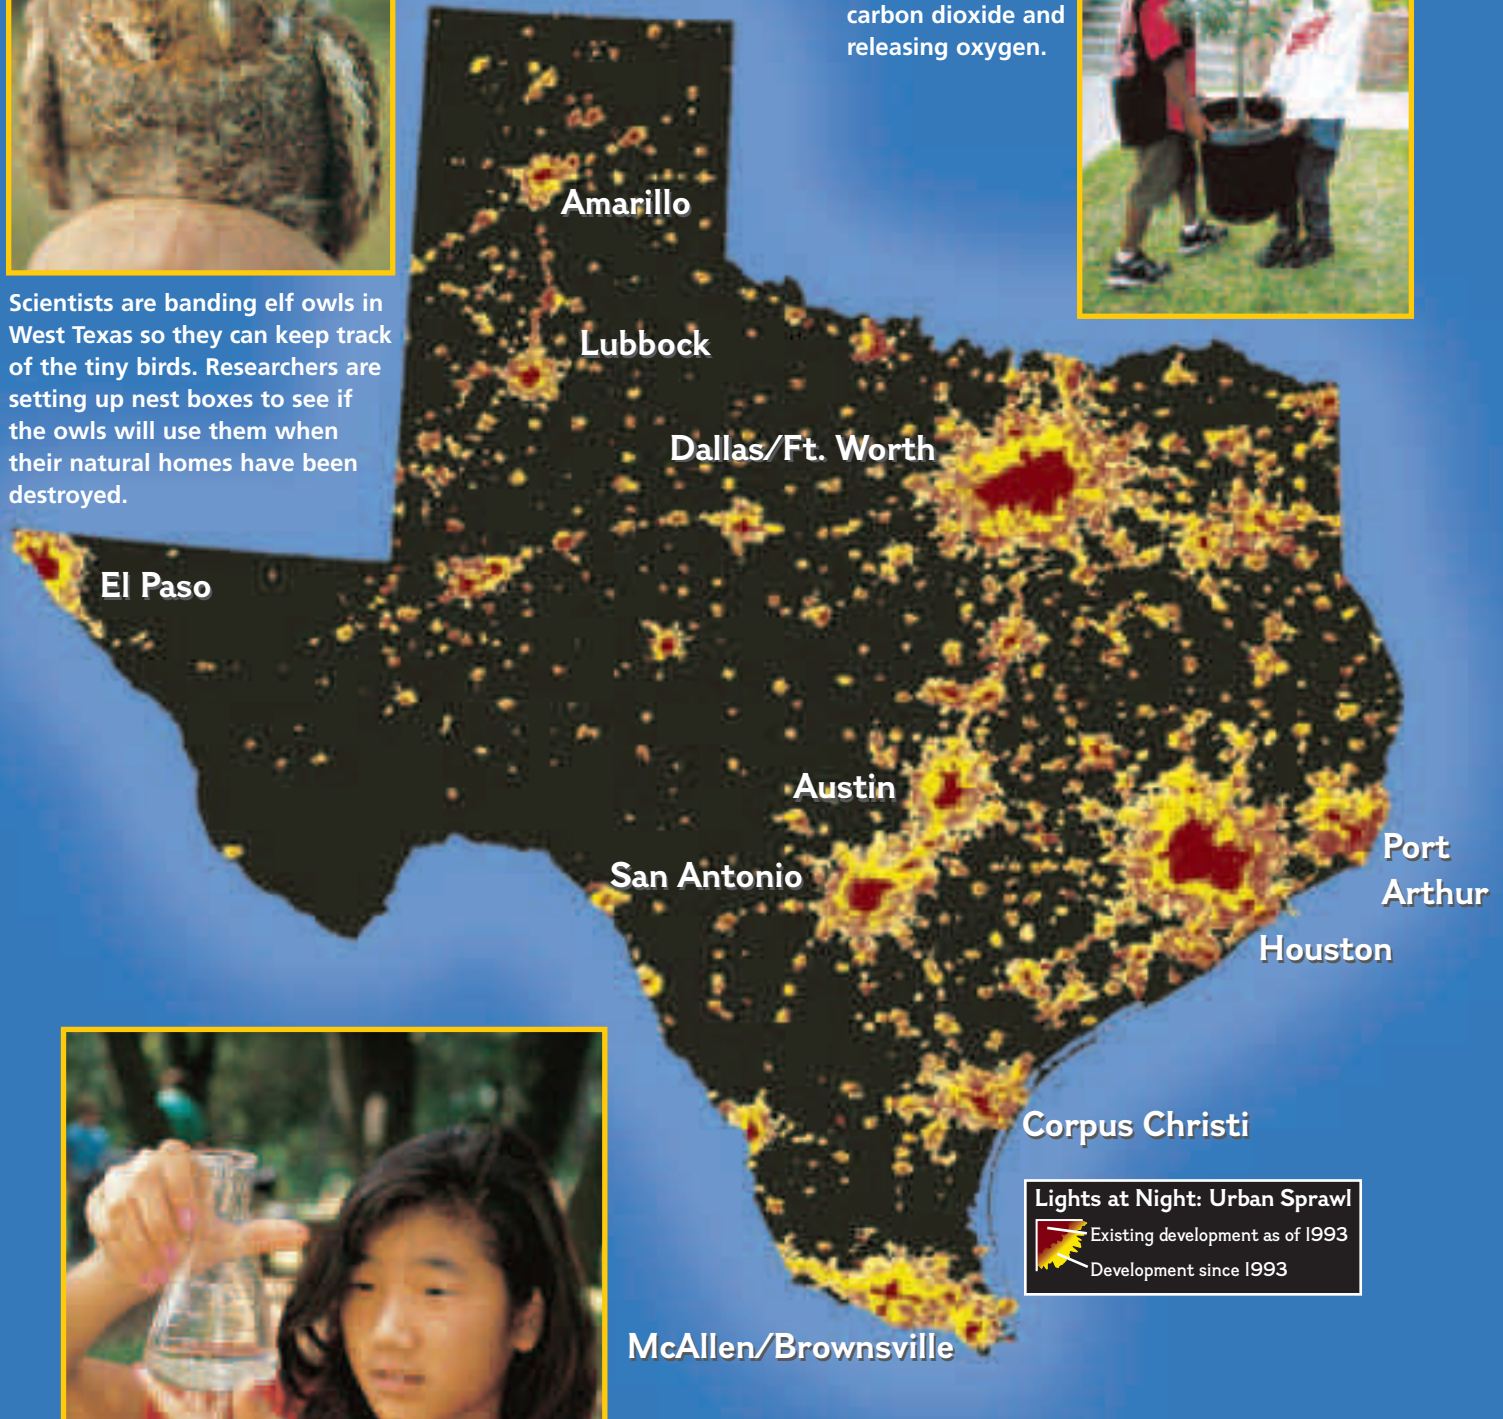 carbon dioxide and
releasing oxygen.
Amarillo
Scientists are banding elf owls in
West Texas so they can keep track
of the tiny birds. Researchers are
setting up nest boxes to see if
the owls will use them when
their natural homes have been
destroyed.
Lubbock
Dallas/Ft. Worth
El Paso
Austin
San Antonio
Port
Arthur
Houston
Corpus Christi
Lights at Night: Urban Sprawl
Existing development as of 1993
Development since 1993
McAllen/Brownsville